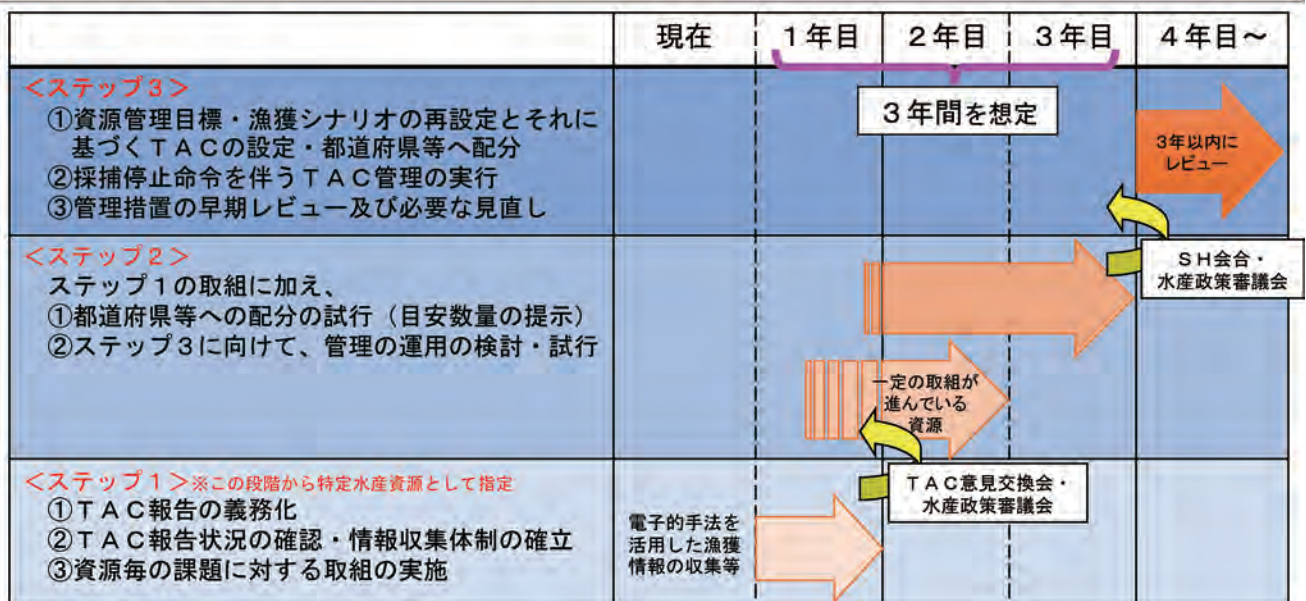 現在
１年目
２年目
３年目
４年目～
３年間を想定
＜ステップ３＞
①資源管理目標・漁獲シナリオの再設定とそれに
基づくＴＡＣの設定・都道府県等へ配分
②採捕停止命令を伴うＴＡＣ管理の実行
③管理措置の早期レビュー及び必要な見直し
3年以内に
レビュー
＜ステップ２＞
ステップ１の取組に加え、
①都道府県等への配分の試行（目安数量の提示）
②ステップ３に向けて、管理の運用の検討・試行
ＳＨ会合・
水産政策審議会
一定の取組が
進んでいる
資源
＜ステップ１＞※この段階から特定水産資源として指定
①ＴＡＣ報告の義務化
②ＴＡＣ報告状況の確認・情報収集体制の確立
③資源毎の課題に対する取組の実施
電子的手法を
活用した漁獲
情報の収集等
ＴＡＣ意見交換会・
水産政策審議会